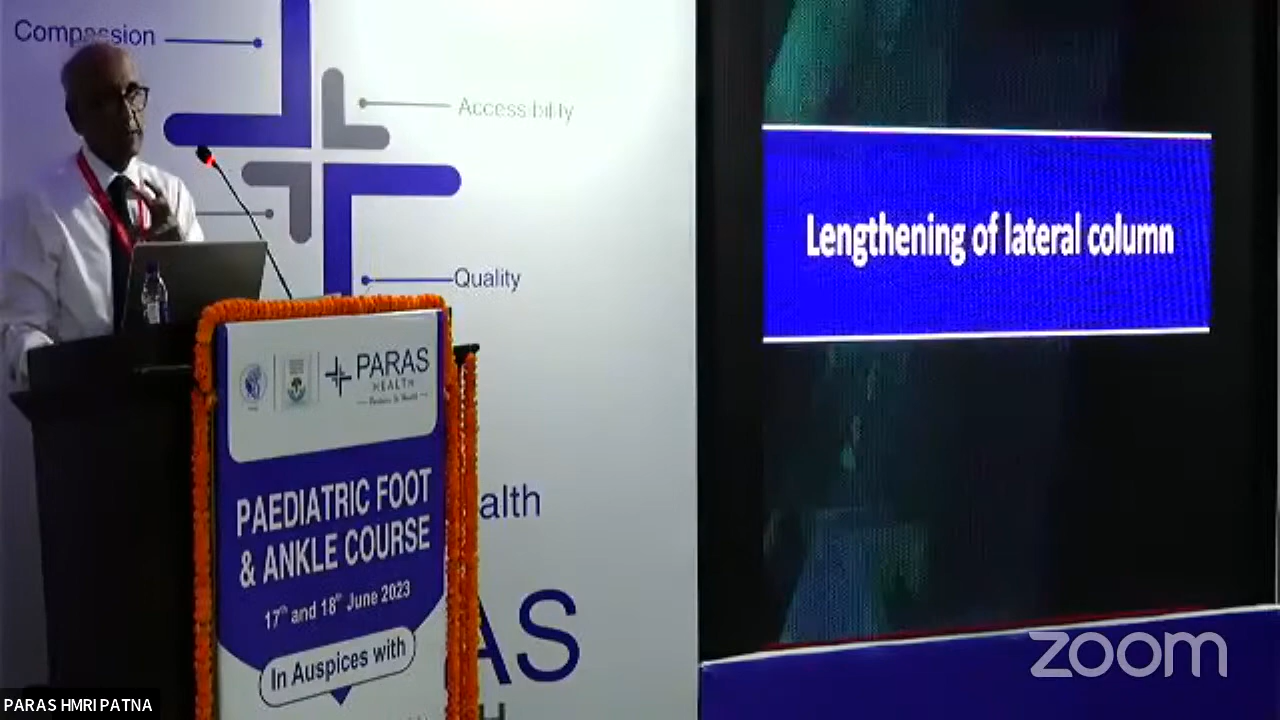 Compassion
Accessibility
Quality
Lengthening of lateral column
PARAS
HEALTH
PAEDIATRIC FOOT
& ANKLE COURSE
17th and 18th June 2023
In Auspices with
alth
AS
H
zoom
PARAS HMRI PATNA